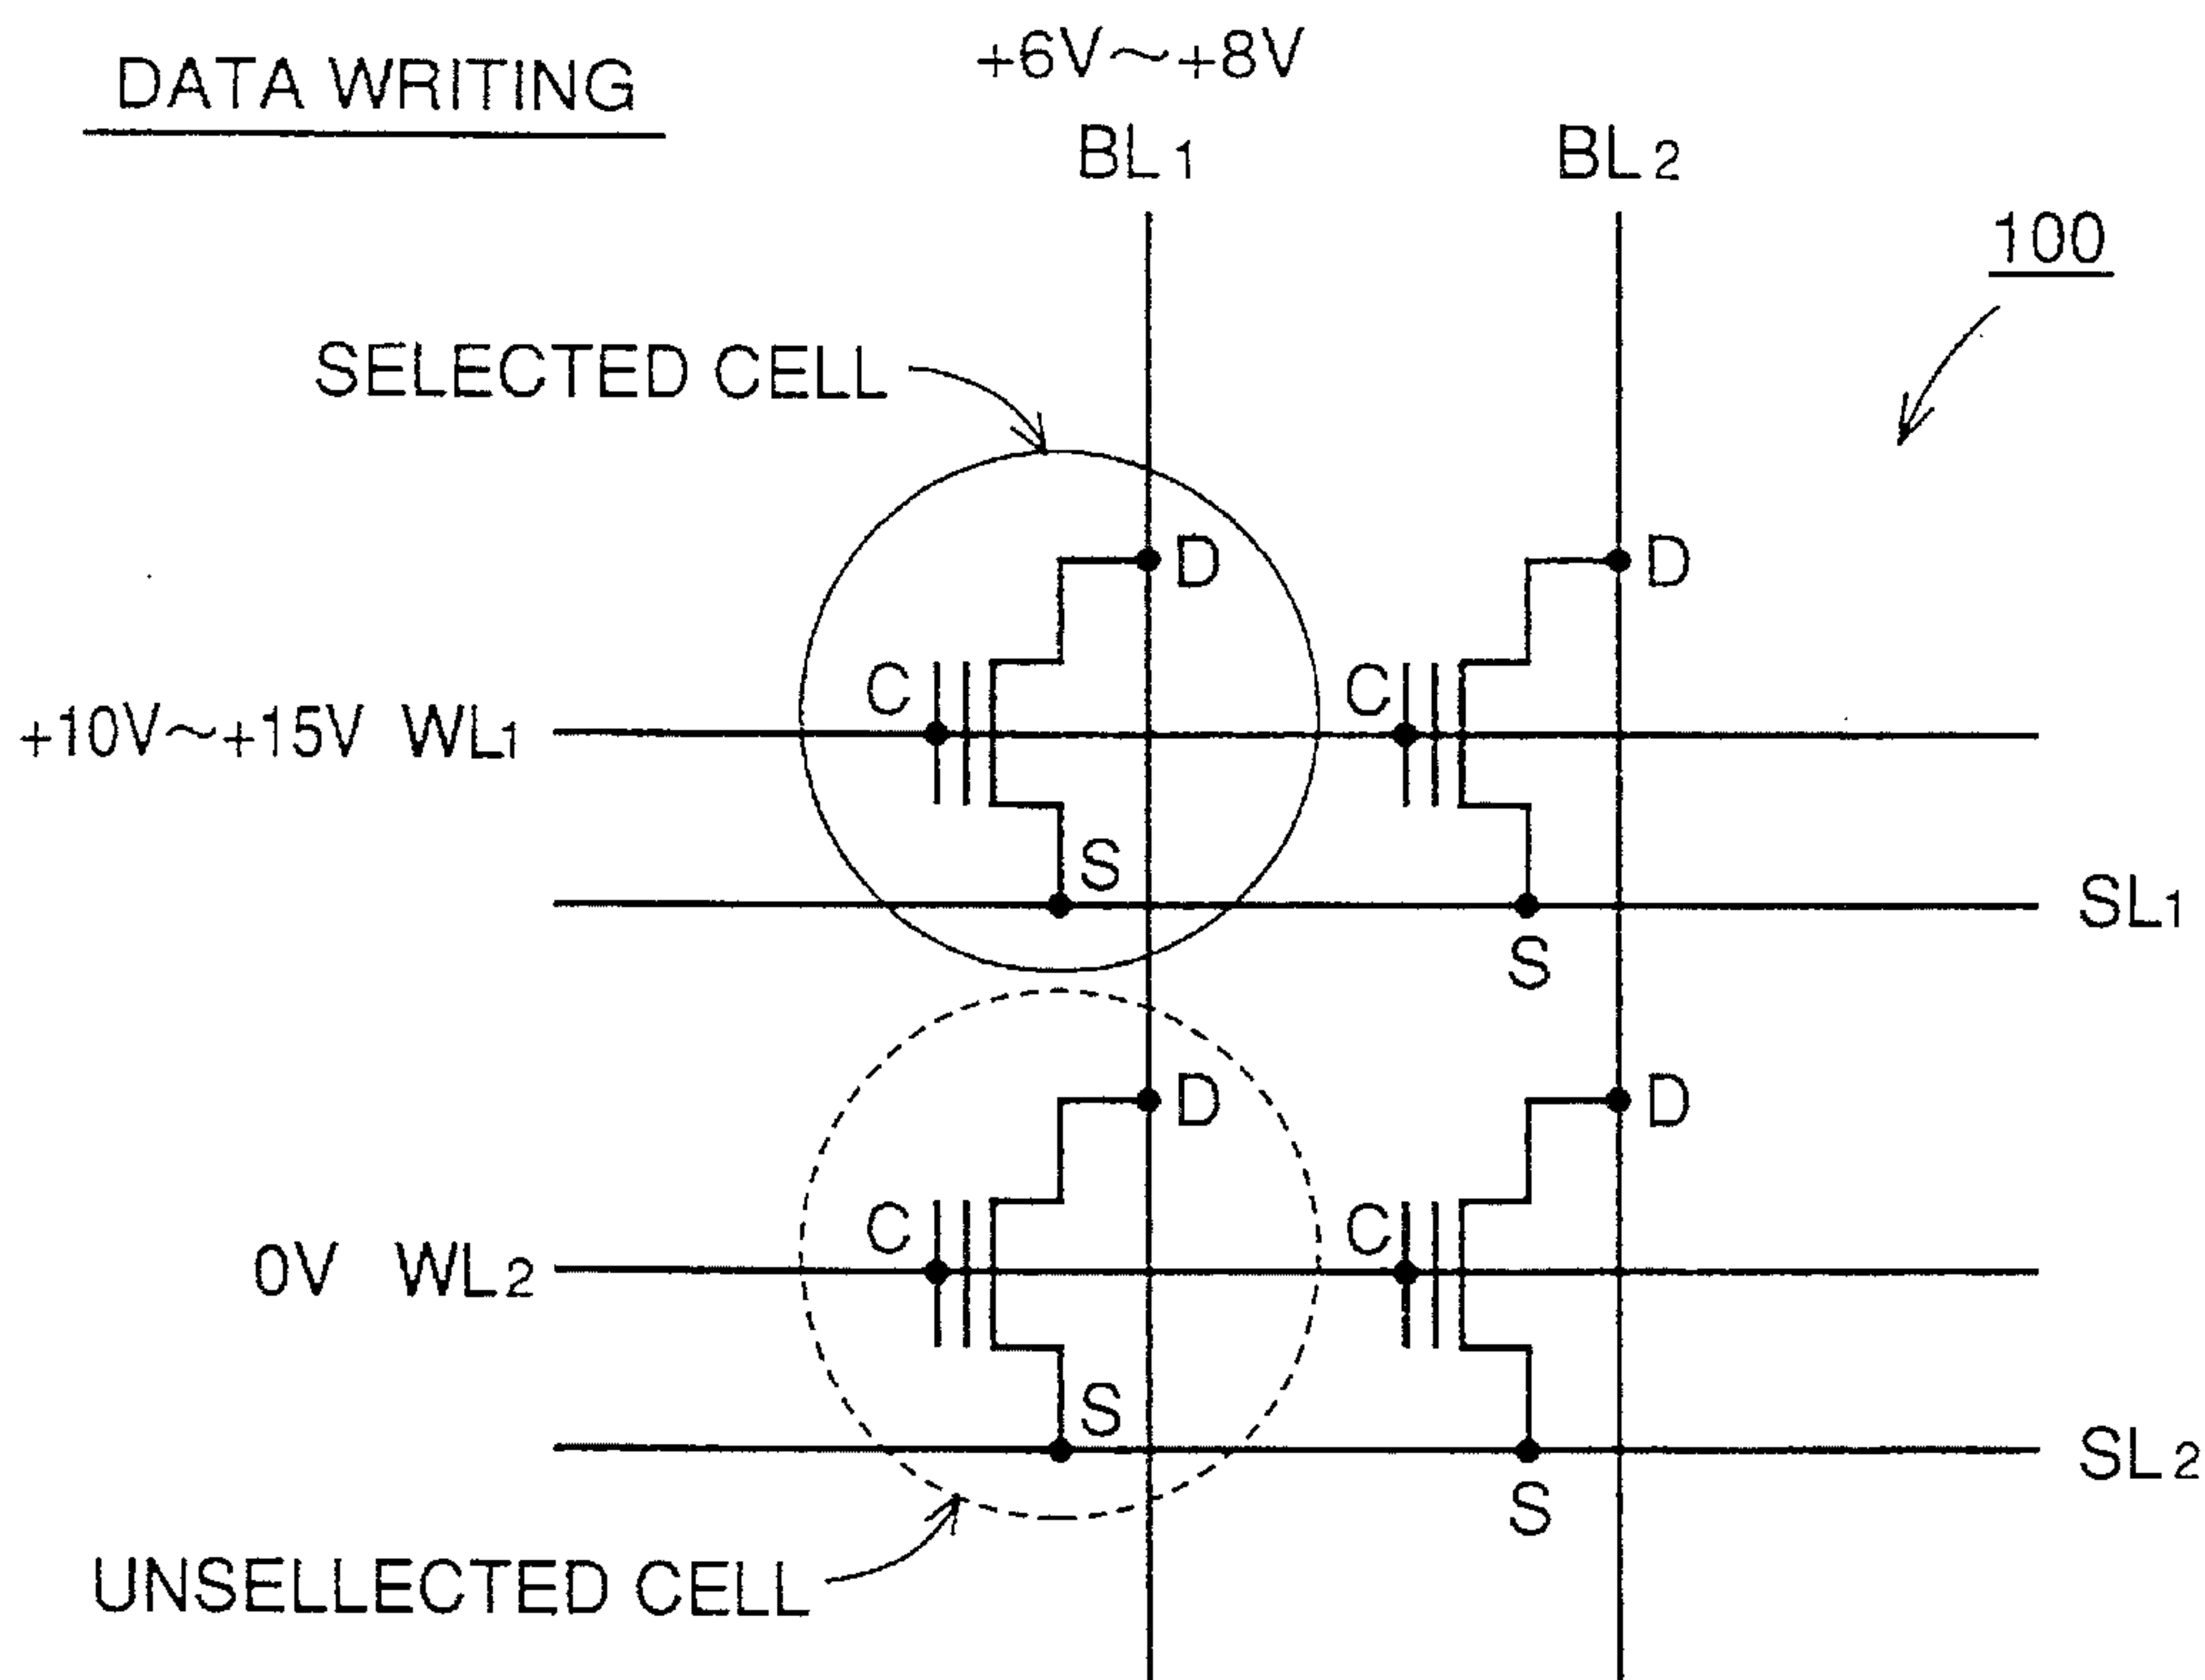 +6V～+8V
DATA WRITING
BL1 BL2
100
SELECTED CELL
D D
C C
+10V～+15V WL1
S
SL1
S
D D
C C
0V WL2
S
SL2
S
UNSELLECTED CELL